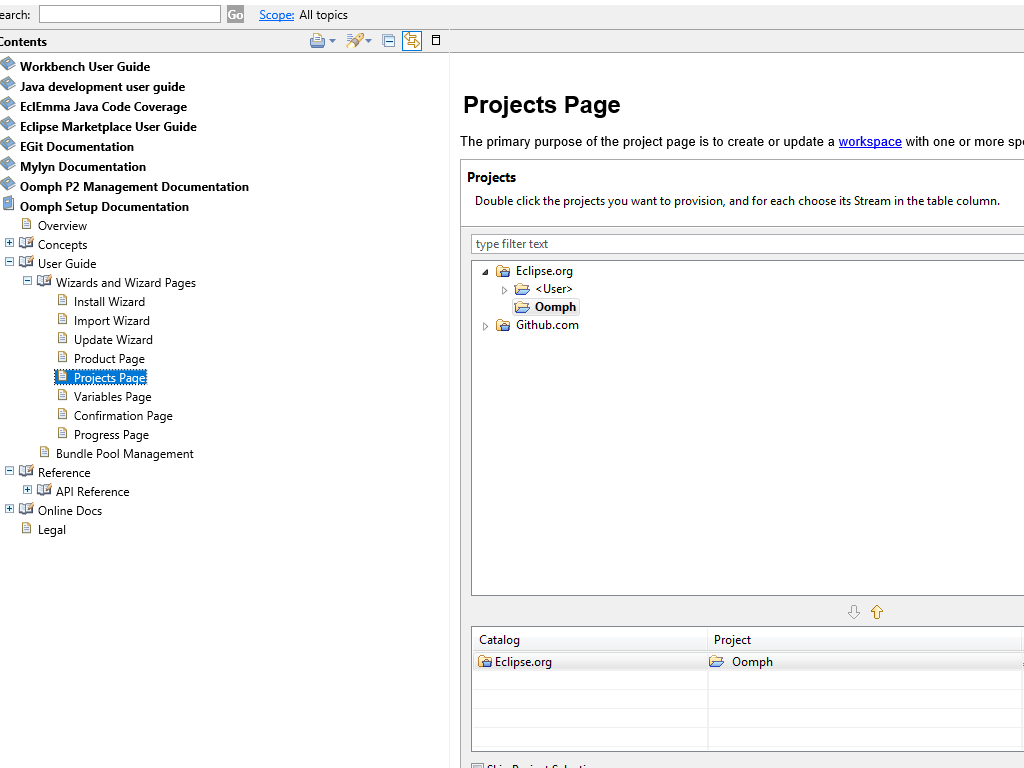 earch:
Go
Scope: All topics
Contents
Workbench User Guide
Java development user guide
EclEmma Java Code Coverage
Eclipse Marketplace User Guide
EGit Documentation
Mylyn Documentation
Oomph P2 Management Documentation
Oomph Setup Documentation
Overview
Concepts
User Guide
Wizards and Wizard Pages
Install Wizard
Import Wizard
Update Wizard
Product Page
Projects Page
Variables Page
Confirmation Page
Progress Page
Bundle Pool Management
Reference
API Reference
Online Docs
Legal
Projects Page
The primary purpose of the project page is to create or update a workspace with one or more spe
Projects
Double click the projects you want to provision, and for each choose its Stream in the table column.
type filter text
Eclipse.org
<User>
Oomph
Github.com
Catalog Project
Eclipse.org Oomph